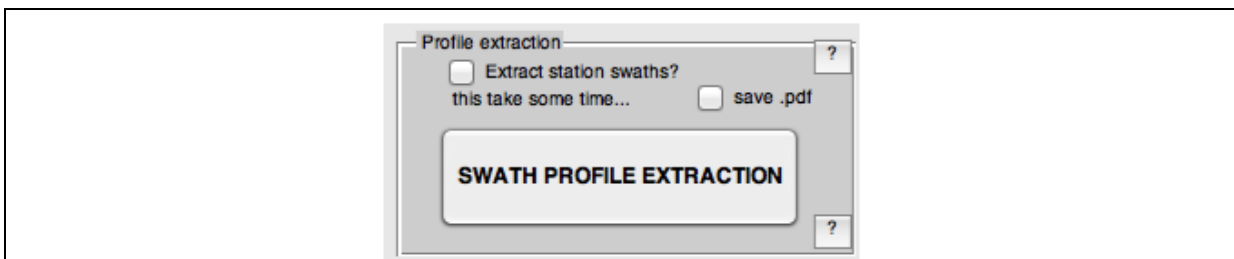 Profile extraction
?
Extract station swaths?
this take some time...
save .pdf
SWATH PROFILE EXTRACTION
?